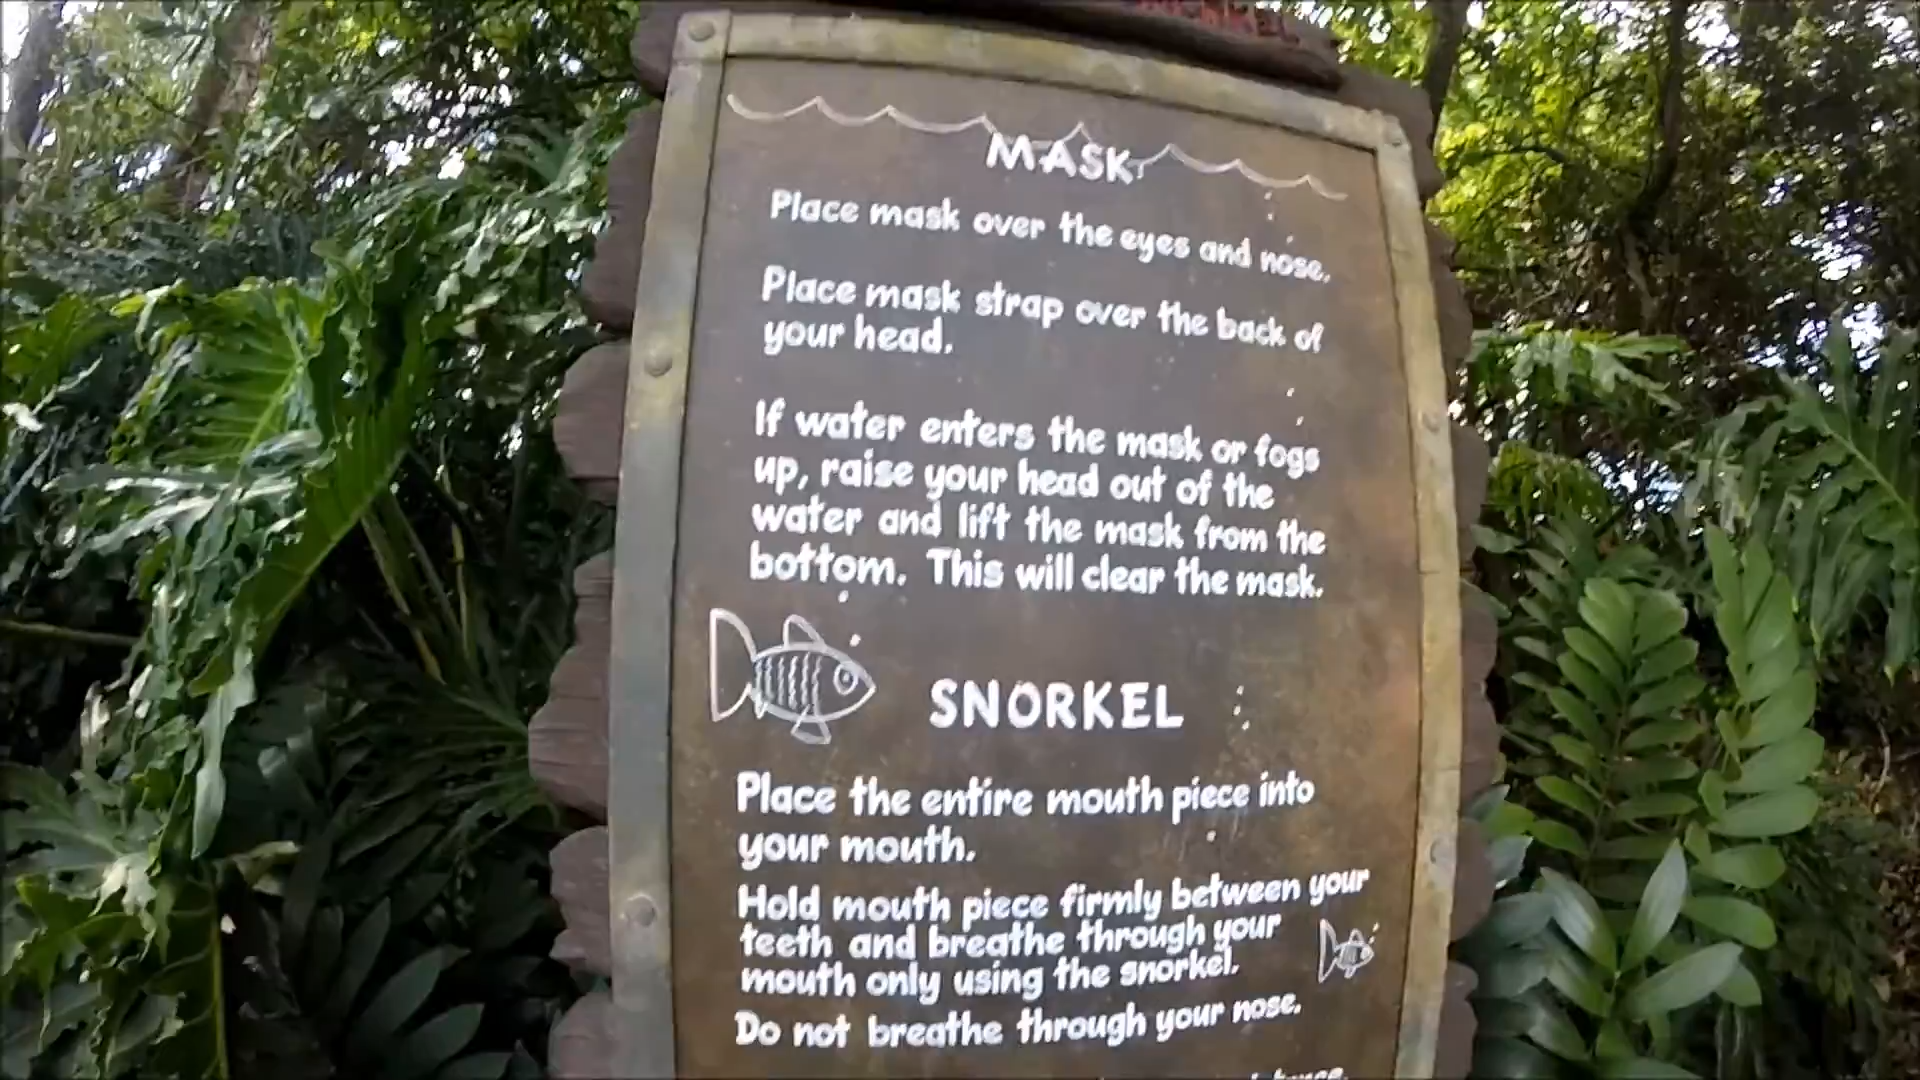 MASK
Place mask over the eyes and nose.
Place mask strap over the back of
your head.
If water enters the mask or fogs
up, raise your head out of the
water and lift the mask from the
bottom. This will clear the mask.
SNORKEL
Place the entire mouth piece into
your mouth.
Hold mouth piece firmly between your
teeth and breathe through your
mouth only using the snorkel.
Do not breathe through your nose.